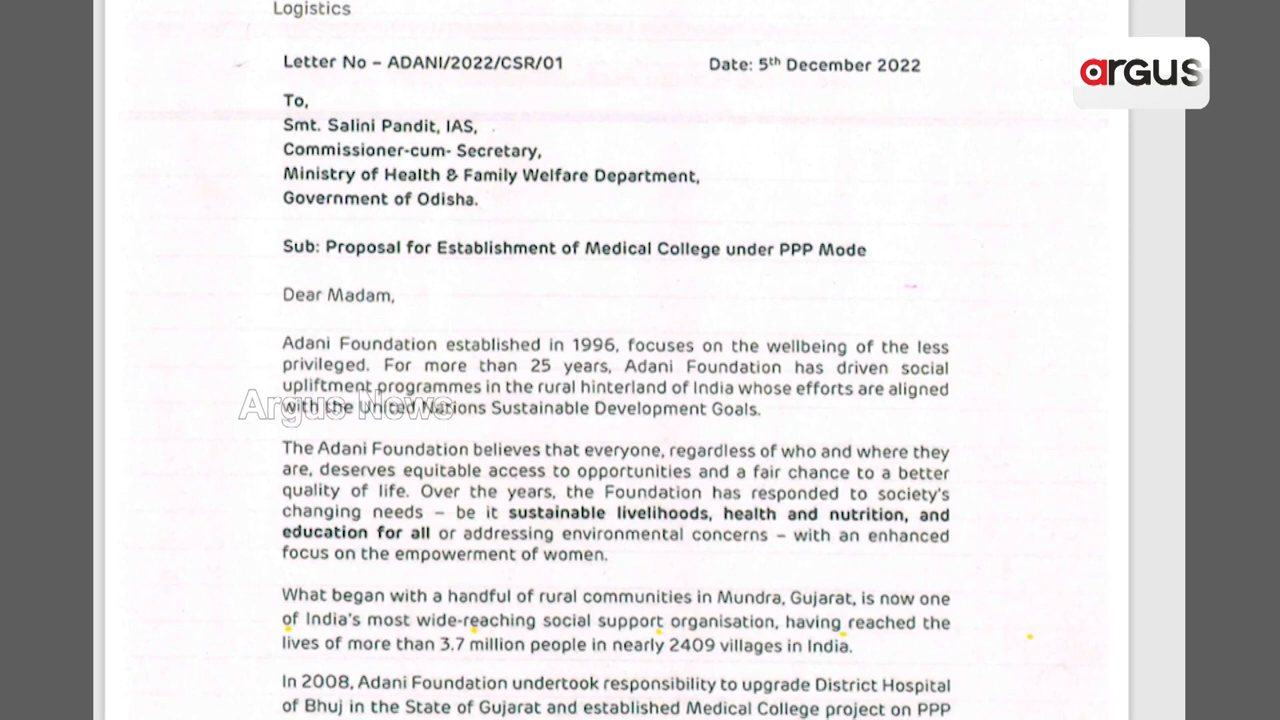 Logistics
argus
Letter No – ADANI/2022/CSR/01 Date: 5th December 2022
To,
Smt. Salini Pandit, IAS,
Commissioner-cum- Secretary,
Ministry of Health & Family Welfare Department,
Government of Odisha.
Sub: Proposal for Establishment of Medical College under PPP Mode
Dear Madam,
Adani Foundation established in 1996, focuses on the wellbeing of the less
privileged. For more than 25 years, Adani Foundation has driven social
upliftment programmes in the rural hinterland of India whose efforts are aligned
with the United Nations Sustainable Development Goals.
Argus News
The Adani Foundation believes that everyone, regardless of who and where they
are, deserves equitable access to opportunities and a fair chance to a better
quality of life. Over the years, the Foundation has responded to society's
changing needs – be it sustainable livelihoods, health and nutrition, and
education for all or addressing environmental concerns – with an enhanced
focus on the empowerment of women.
What began with a handful of rural communities in Mundra, Gujarat, is now one
of India's most wide-reaching social support organisation, having reached the
lives of more than 3.7 million people in nearly 2409 villages in India.
In 2008, Adani Foundation undertook responsibility to upgrade District Hospital
of Bhuj in the State of Gujarat and established Medical College project on PPP